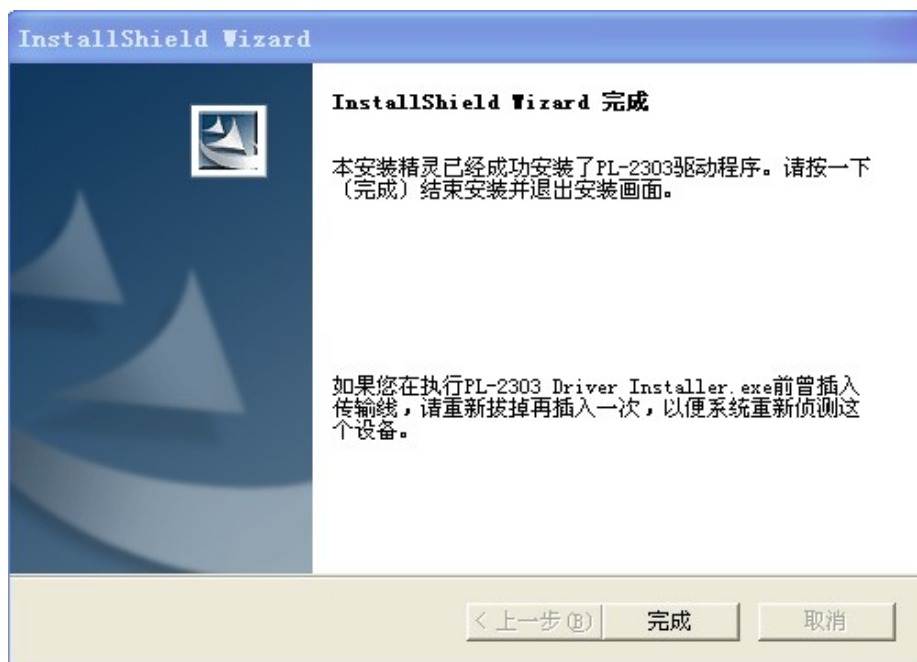 InstallShield Wizard
InstallShield Wizard 完成
本安装精灵已经成功安装了PL-2303驱动程序。请按一下
（完成）结束安装并退出安装画面。
如果您在执行PL-2303 Driver Installer.exe前曾插入
传输线，请重新拔掉再插入一次，以便系统重新侦测这
个设备。
< 上一步(B)
完成
取消